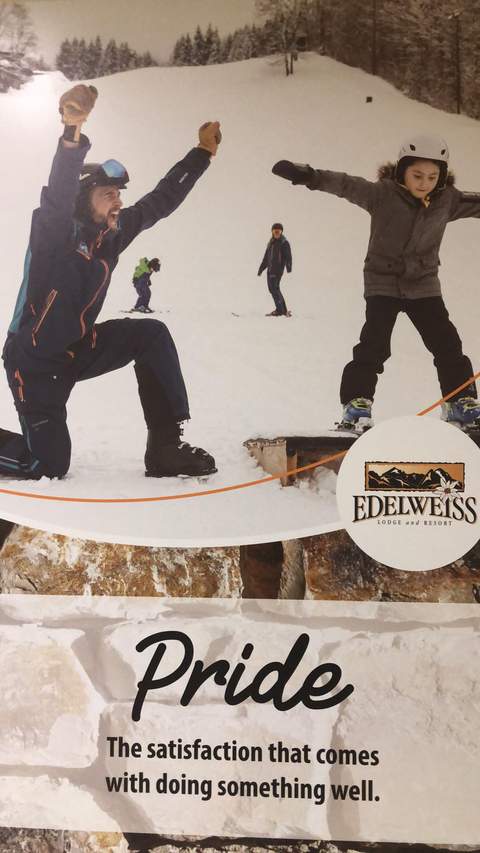 EDELWEISS
LODGE and RESORT
Pride
The satisfaction that comes
with doing something well.